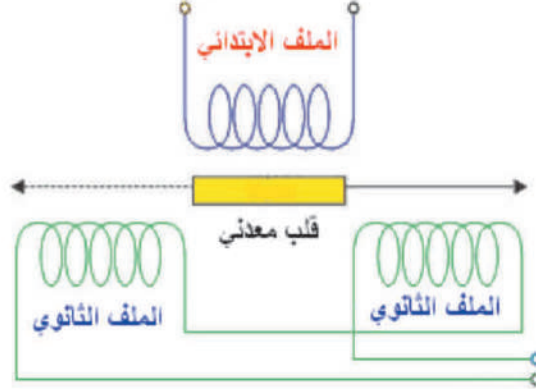 الملف الابتدائي
قلب معدني
الملف الثانوي
الملف الثانوي